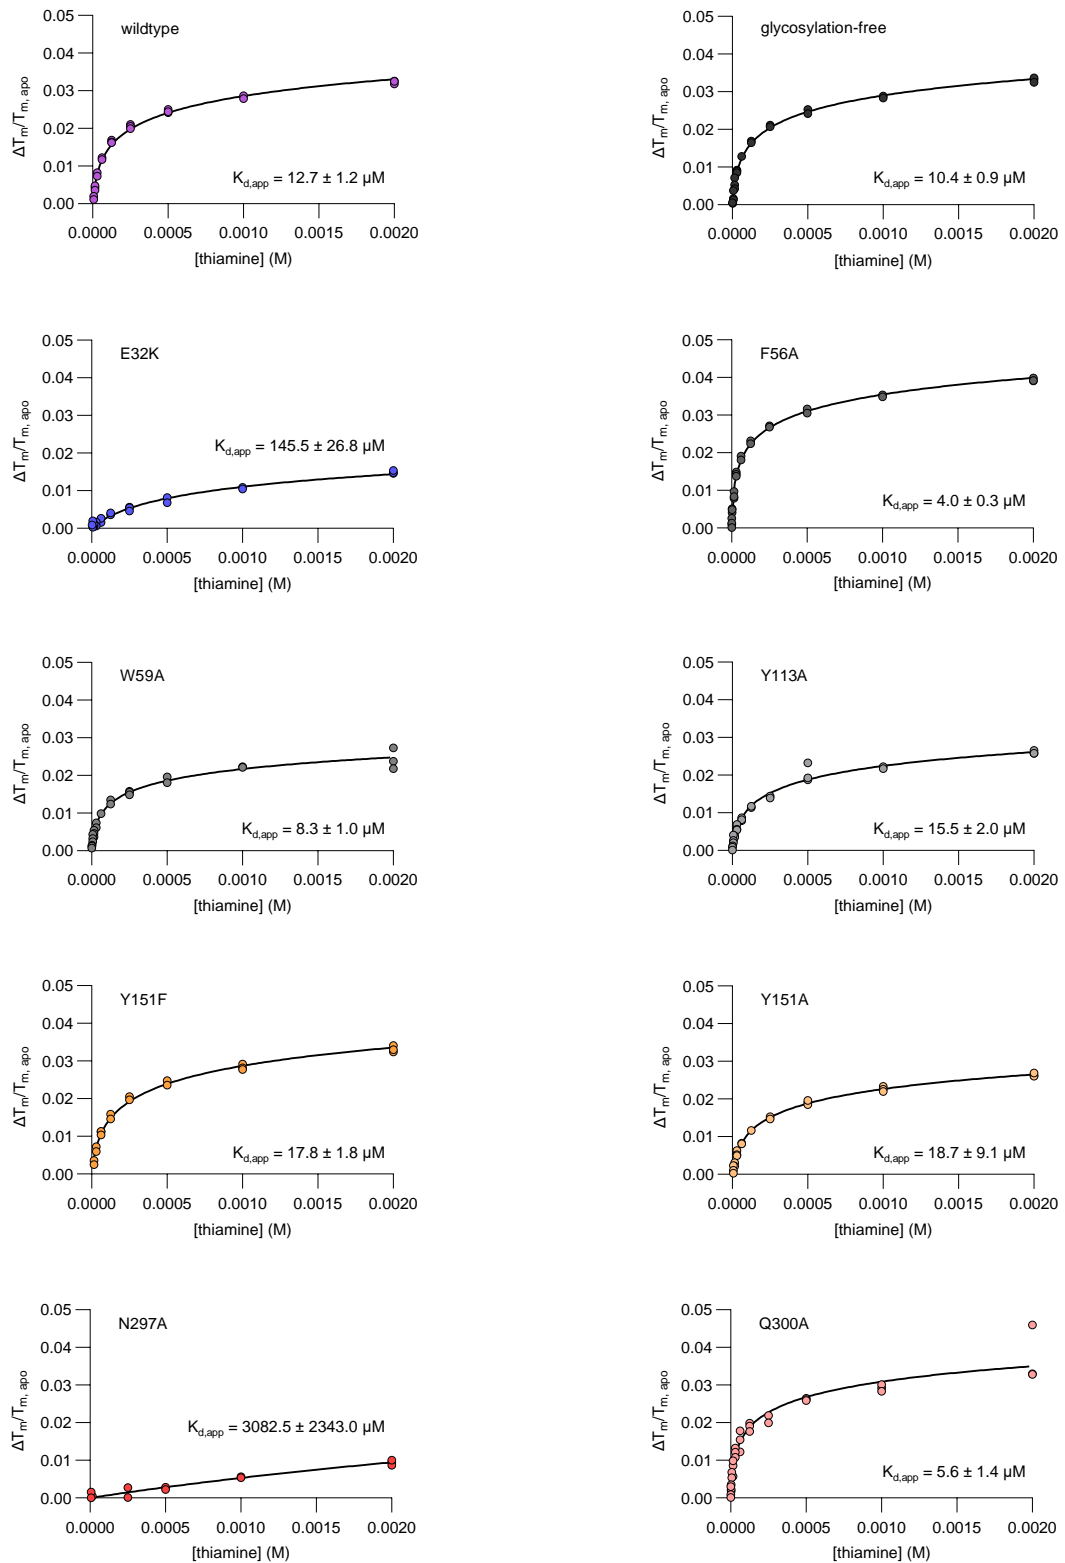 wildtype
0.05
0.04
0.03
0.02
0.01
0.00
ΔTm/Tm, apo
Kd,app = 12.7 ± 1.2 µM
0.0000 0.0005 0.0010 0.0015 0.0020
[thiamine] (M)
glycosylation-free
0.05
0.04
0.03
0.02
0.01
0.00
ΔTm/Tm, apo
Kd,app = 10.4 ± 0.9 µM
0.0000 0.0005 0.0010 0.0015 0.0020
[thiamine] (M)
E32K
0.05
0.04
0.03
0.02
0.01
0.00
ΔTm/Tm, apo
Kd,app = 145.5 ± 26.8 µM
0.0000 0.0005 0.0010 0.0015 0.0020
[thiamine] (M)
F56A
0.05
0.04
0.03
0.02
0.01
0.00
ΔTm/Tm, apo
Kd,app = 4.0 ± 0.3 µM
0.0000 0.0005 0.0010 0.0015 0.0020
[thiamine] (M)
W59A
0.05
0.04
0.03
0.02
0.01
0.00
ΔTm/Tm, apo
Kd,app = 8.3 ± 1.0 µM
0.0000 0.0005 0.0010 0.0015 0.0020
[thiamine] (M)
Y113A
0.05
0.04
0.03
0.02
0.01
0.00
ΔTm/Tm, apo
Kd,app = 15.5 ± 2.0 µM
0.0000 0.0005 0.0010 0.0015 0.0020
[thiamine] (M)
Y151F
0.05
0.04
0.03
0.02
0.01
0.00
ΔTm/Tm, apo
Kd,app = 17.8 ± 1.8 µM
0.0000 0.0005 0.0010 0.0015 0.0020
[thiamine] (M)
Y151A
0.05
0.04
0.03
0.02
0.01
0.00
ΔTm/Tm, apo
Kd,app = 18.7 ± 9.1 µM
0.0000 0.0005 0.0010 0.0015 0.0020
[thiamine] (M)
N297A
0.05
0.04
0.03
0.02
0.01
0.00
ΔTm/Tm, apo
Kd,app = 3082.5 ± 2343.0 µM
0.0000 0.0005 0.0010 0.0015 0.0020
[thiamine] (M)
Q300A
0.05
0.04
0.03
0.02
0.01
0.00
ΔTm/Tm, apo
Kd,app = 5.6 ± 1.4 µM
0.0000 0.0005 0.0010 0.0015 0.0020
[thiamine] (M)